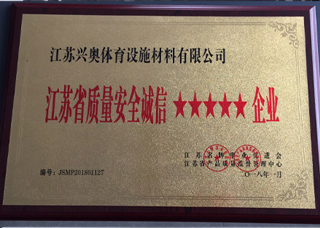 江苏兴奥体育设施材料有限公司
江苏省质量安全诚信★★★★★企业
编号：JSMP201801127
二〇一八年一月